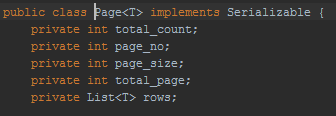 public class Page<T> implements Serializable {
private int total_count;
private int page_no;
private int page_size;
private int total_page;
private List<T> rows;